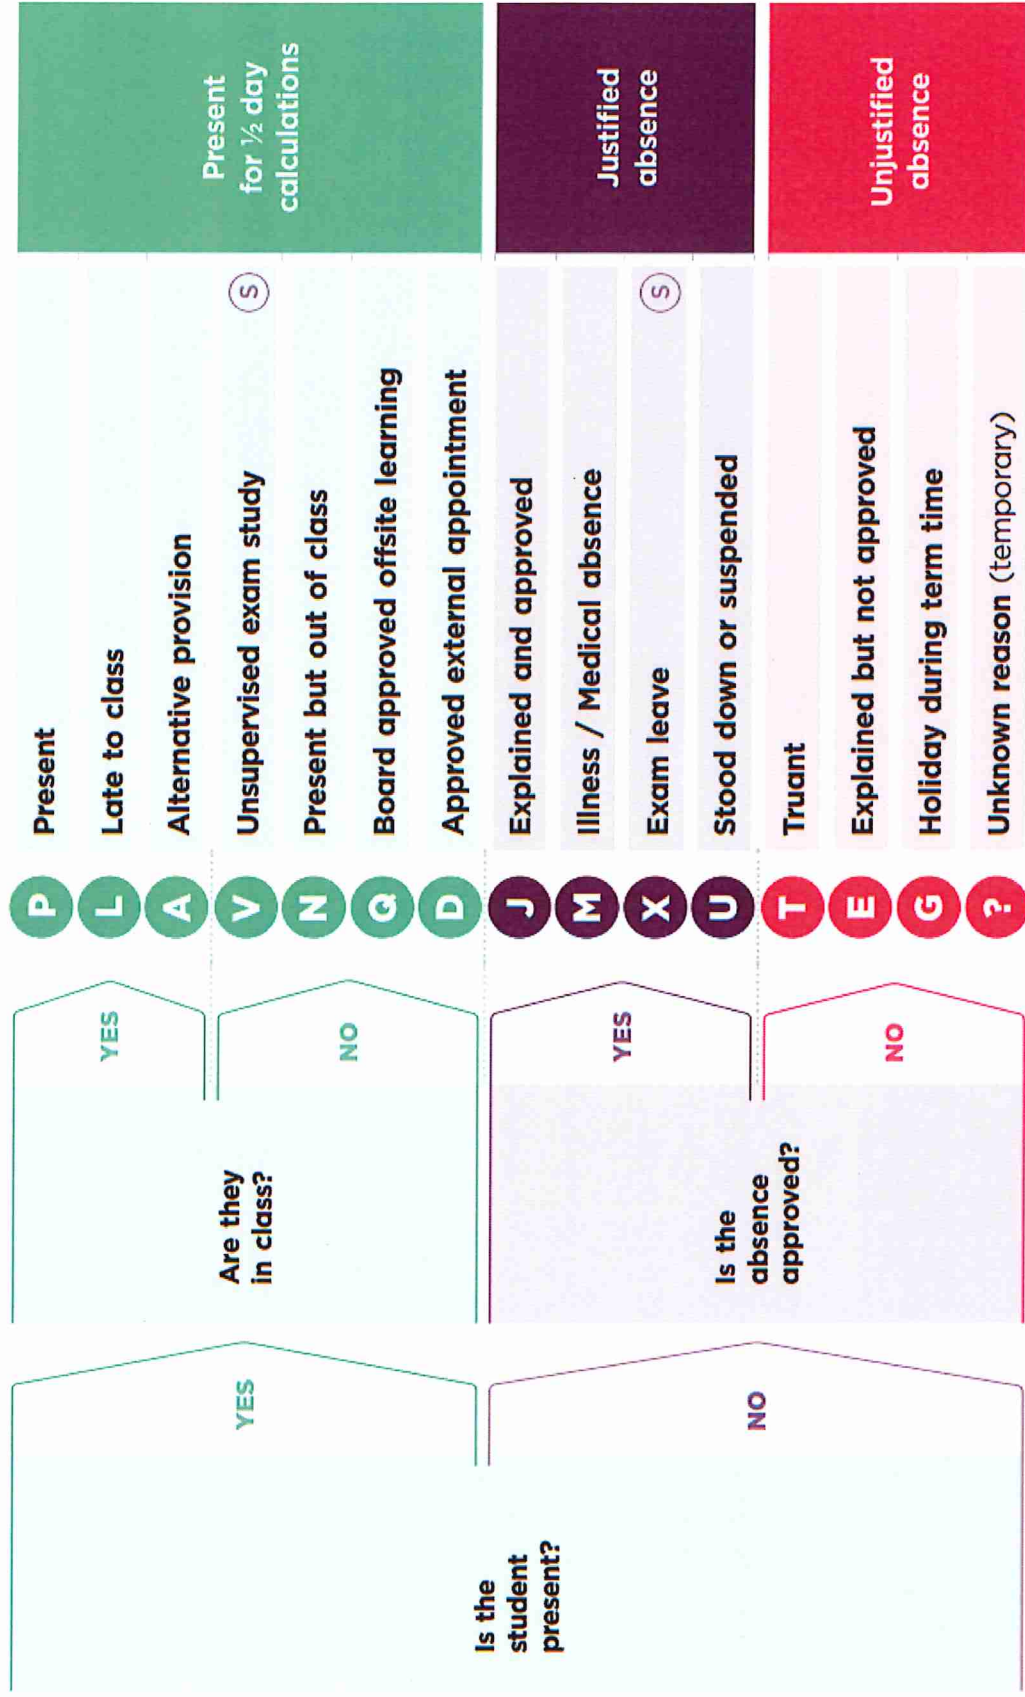 Is the
student
present?
YES
NO
Are they
in class?
YES
NO
Is the
absence
approved?
YES
NO
P Present
L Late to class
A Alternative provision
V Unsupervised exam study S
N Present but out of class
Q Board approved offsite learning
D Approved external appointment
J Explained and approved
M Illness / Medical absence
X Exam leave S
U Stood down or suspended
T Truant
E Explained but not approved
G Holiday during term time
? Unknown reason (temporary)
Present
for ½ day
calculations
Justified
absence
Unjustified
absence